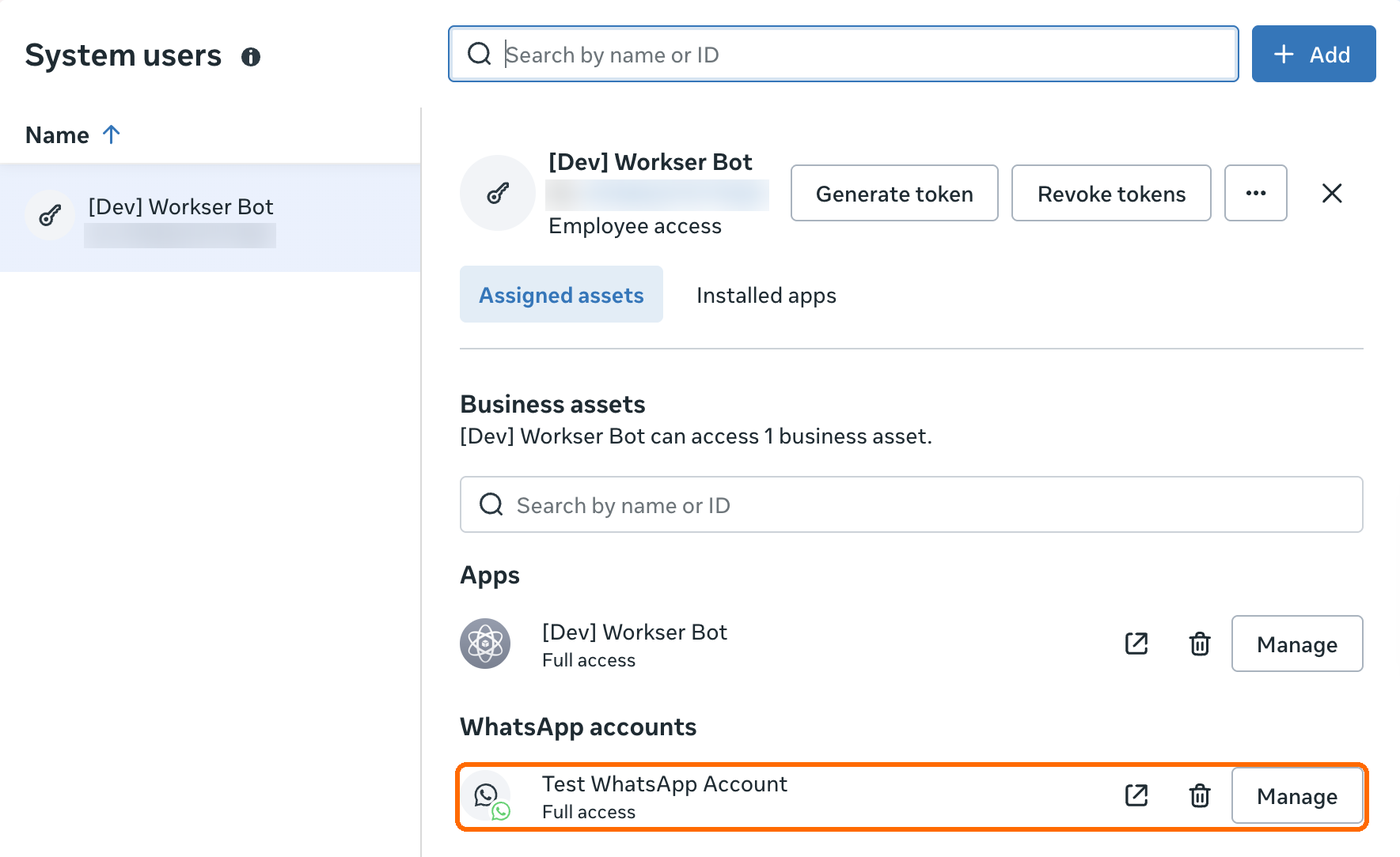 System users
Search by name or ID
Add
Name
[Dev] Workser Bot
[Dev] Workser Bot
Employee access
Generate token
Revoke tokens
Assigned assets
Installed apps
Business assets
[Dev] Workser Bot can access 1 business asset.
Search by name or ID
Apps
[Dev] Workser Bot
Full access
Manage
WhatsApp accounts
Test WhatsApp Account
Full access
Manage